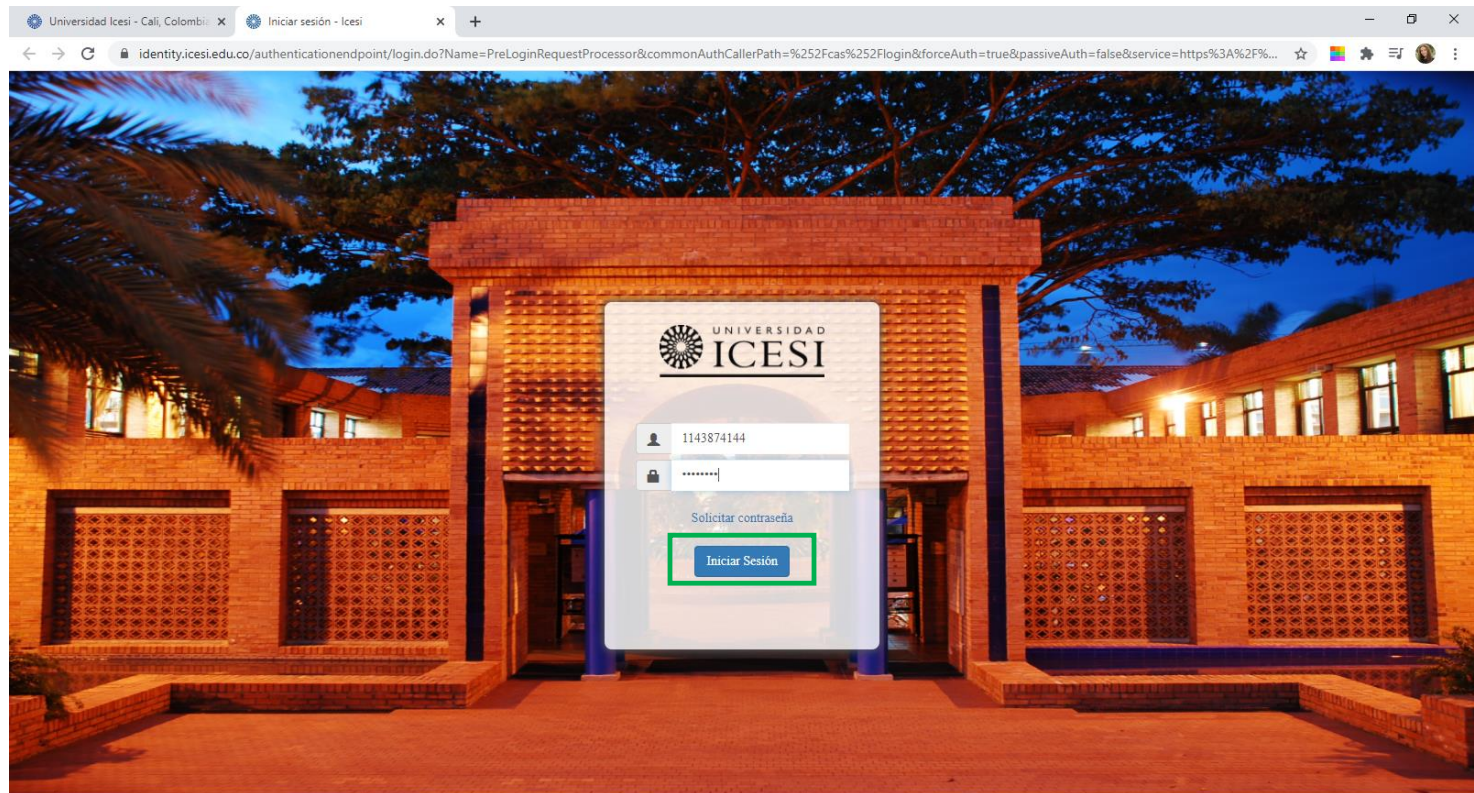 Universidad Icesi - Cali, Colombia
Iniciar sesión - Icesi
identity.icesi.edu.co/authenticationendpoint/login.do?Name=PreLoginRequestProcessor&commonAuthCallerPath=%252Fcas%252Flogin&forceAuth=true&passiveAuth=false&service=https%3A%2F%...
UNIVERSIDAD
ICESI
1143874144
Solicitar contraseña
Iniciar Sesión